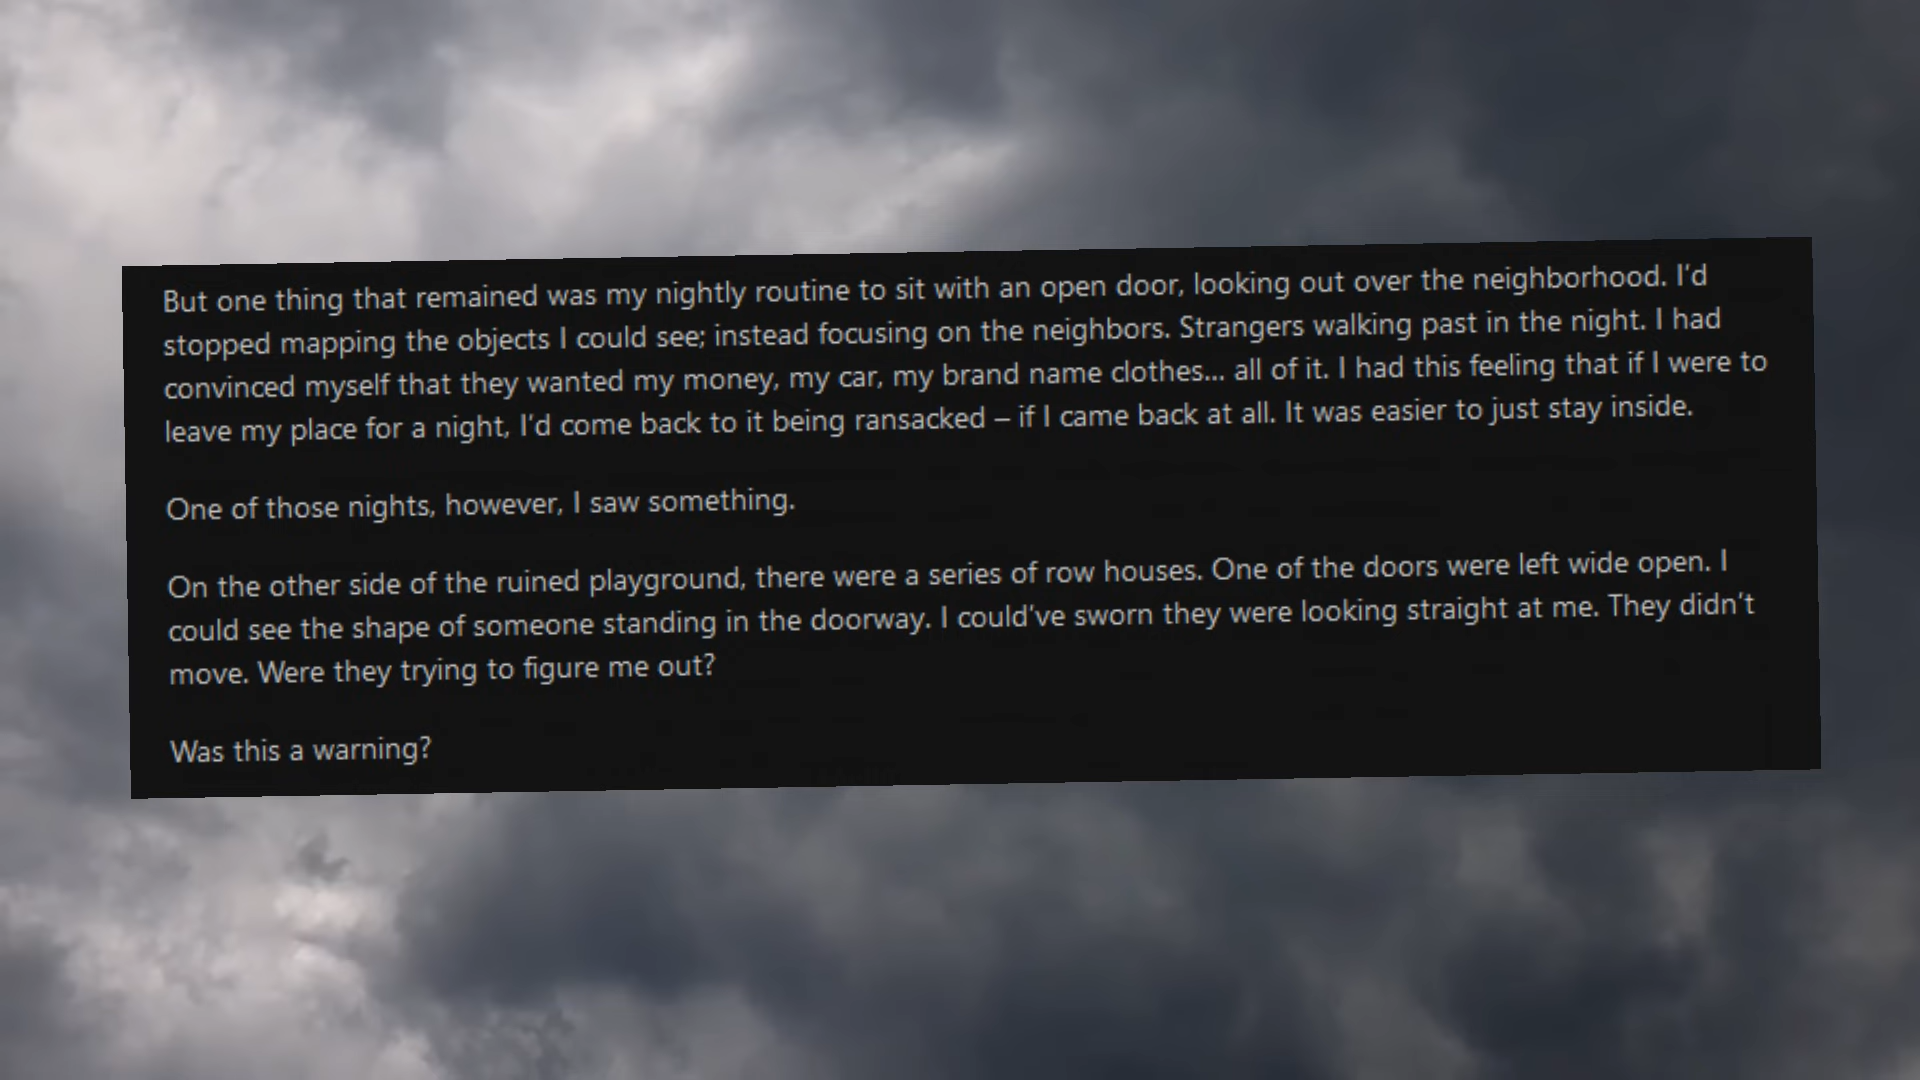 But one thing that remained was my nightly routine to sit with an open door, looking out over the neighborhood. I’d
stopped mapping the objects I could see; instead focusing on the neighbors. Strangers walking past in the night. I had
convinced myself that they wanted my money, my car, my brand name clothes... all of it. I had this feeling that if I were to
leave my place for a night, I’d come back to it being ransacked – if I came back at all. It was easier to just stay inside.
One of those nights, however, I saw something.
On the other side of the ruined playground, there were a series of row houses. One of the doors were left wide open. I
could see the shape of someone standing in the doorway. I could’ve sworn they were looking straight at me. They didn’t
move. Were they trying to figure me out?
Was this a warning?